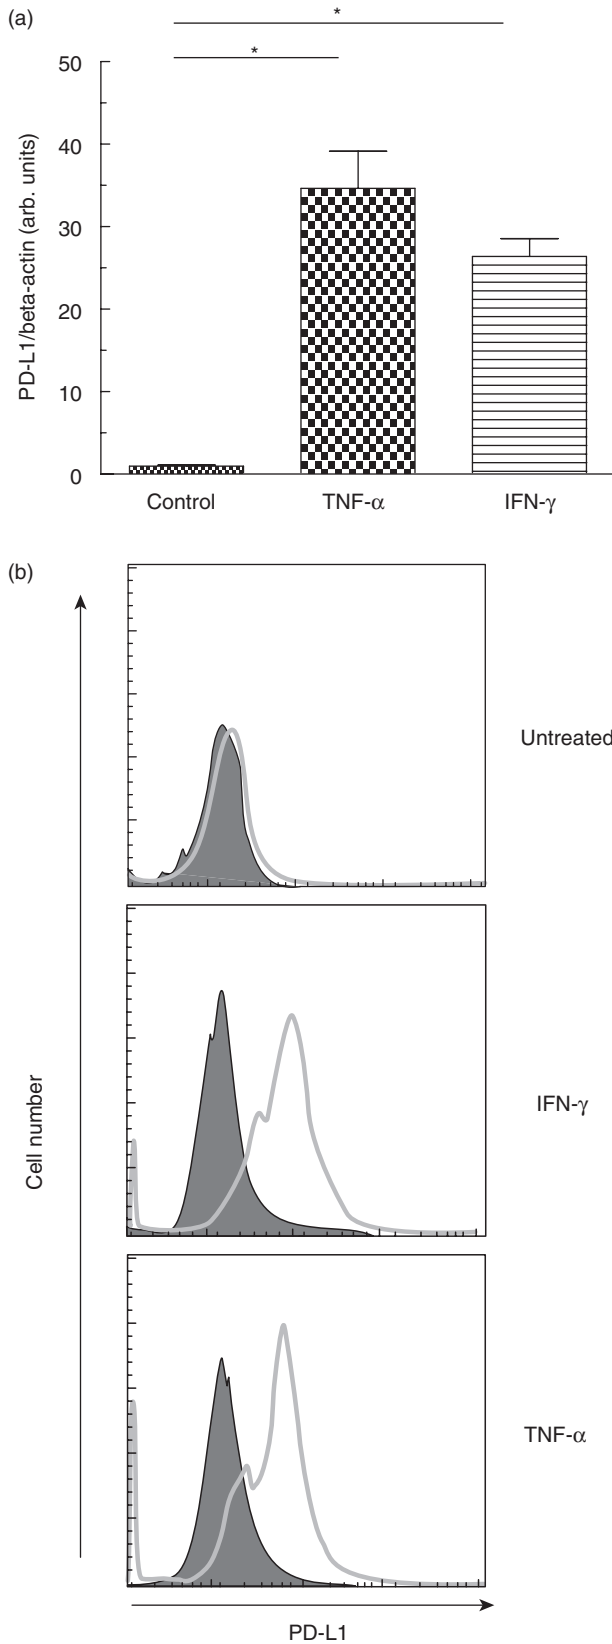 (a)
*
*
50
40
30
20
10
0
PD-L1/beta-actin (arb. units)
Control TNF-α IFN-γ
(b)
Untreated
IFN-γ
TNF-α
Cell number
PD-L1